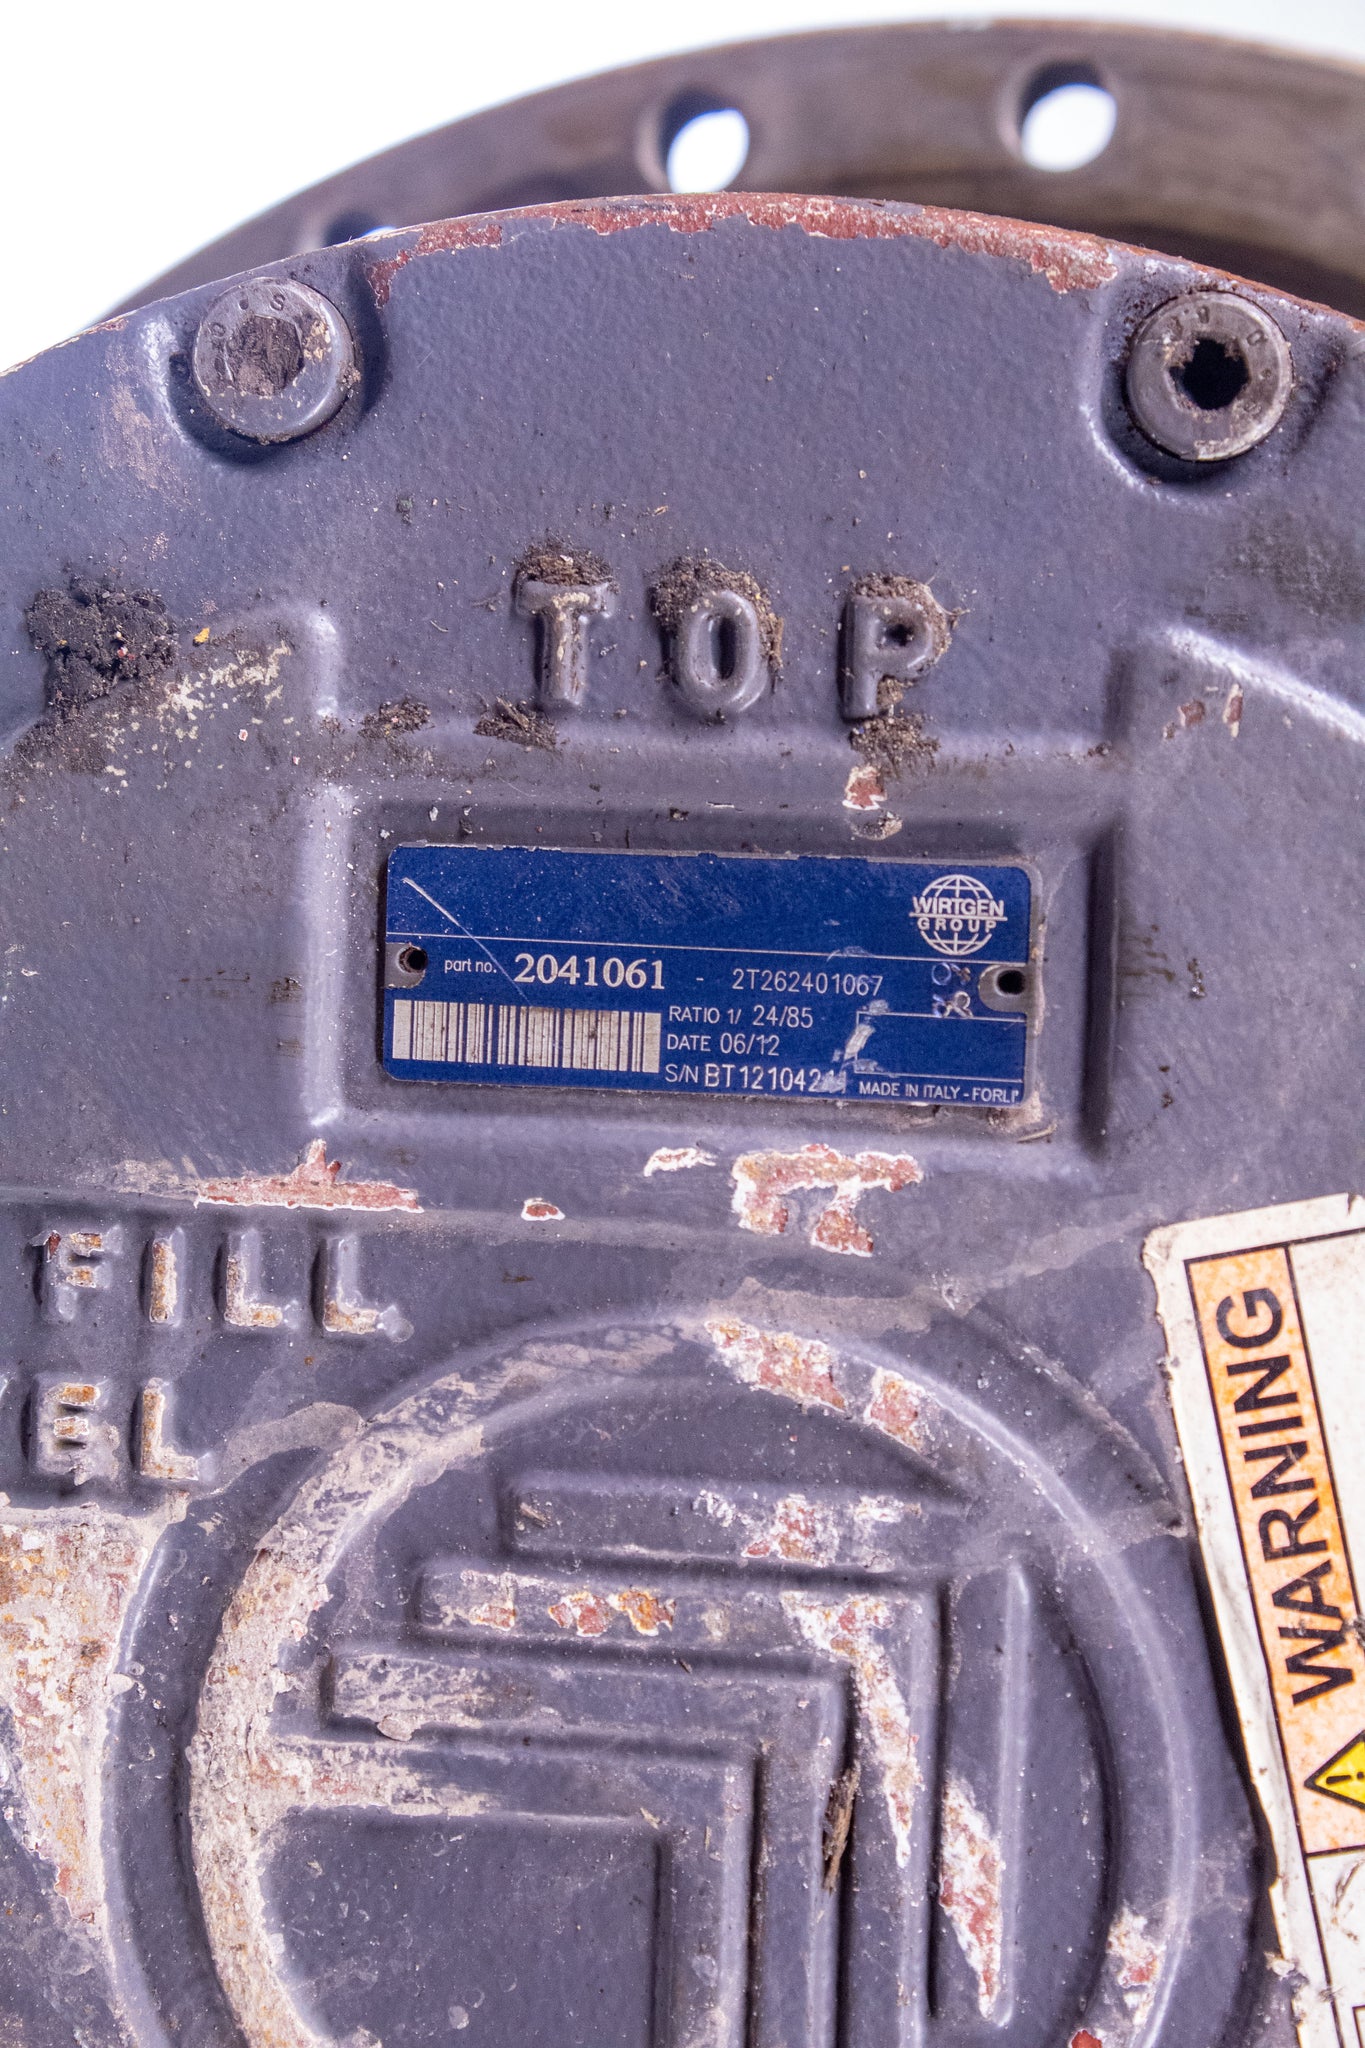 TOP
WIRTGEN
GROUP
part no. 2041061 - 2T262401067
RATIO 1/ 24/85
DATE 06/12
S/N
MADE IN ITALY - FORLI'
FILL
WARNING